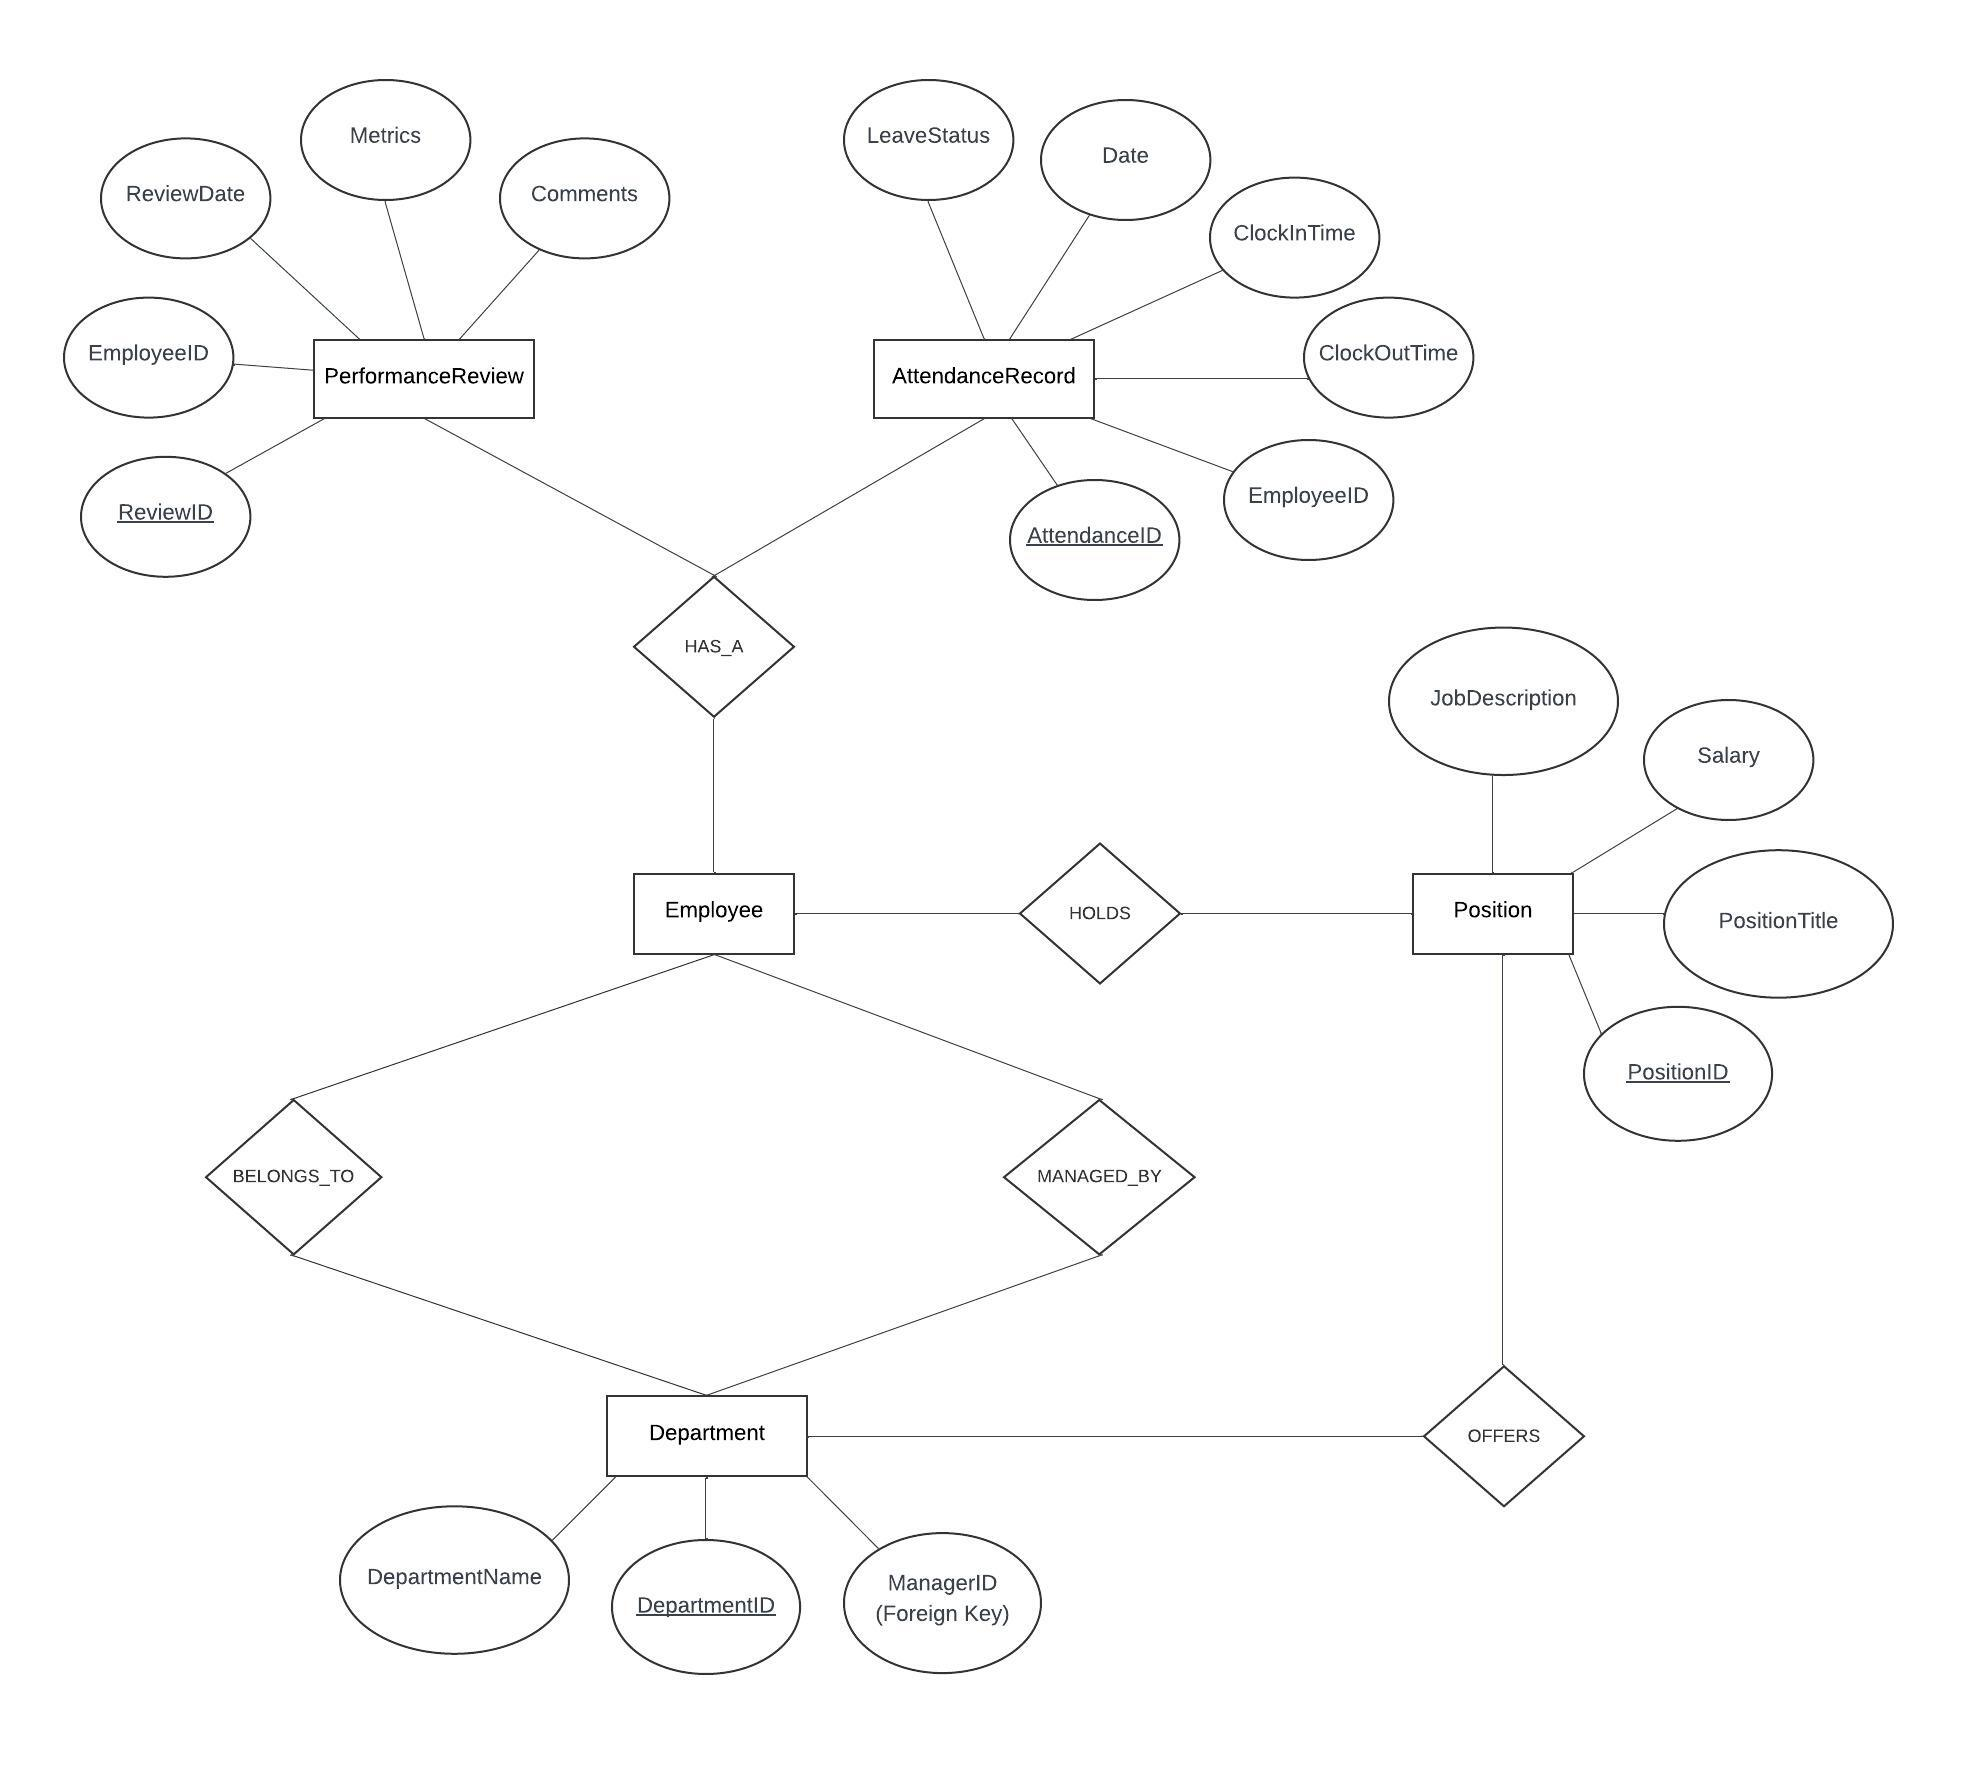 Metrics
LeaveStatus
Date
ReviewDate
Comments
ClockInTime
EmployeeID
ClockOutTime
PerformanceReview
AttendanceRecord
ReviewID
EmployeeID
AttendanceID
HAS_A
JobDescription
Salary
Employee
HOLDS
Position
PositionTitle
PositionID
BELONGS_TO
MANAGED_BY
Department
OFFERS
DepartmentName
DepartmentID
ManagerID
(Foreign Key)